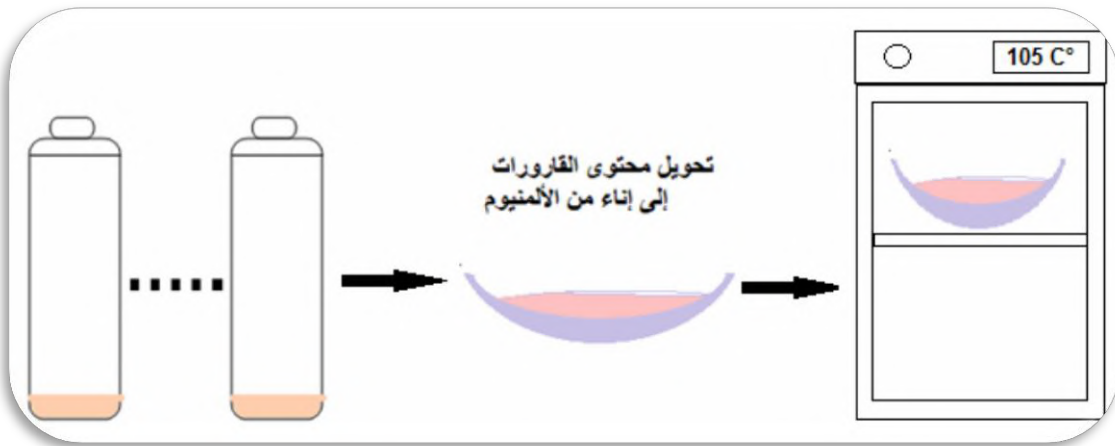 105 C°
تحويل محتوى القارورات
إلى إناء من الألمنيوم